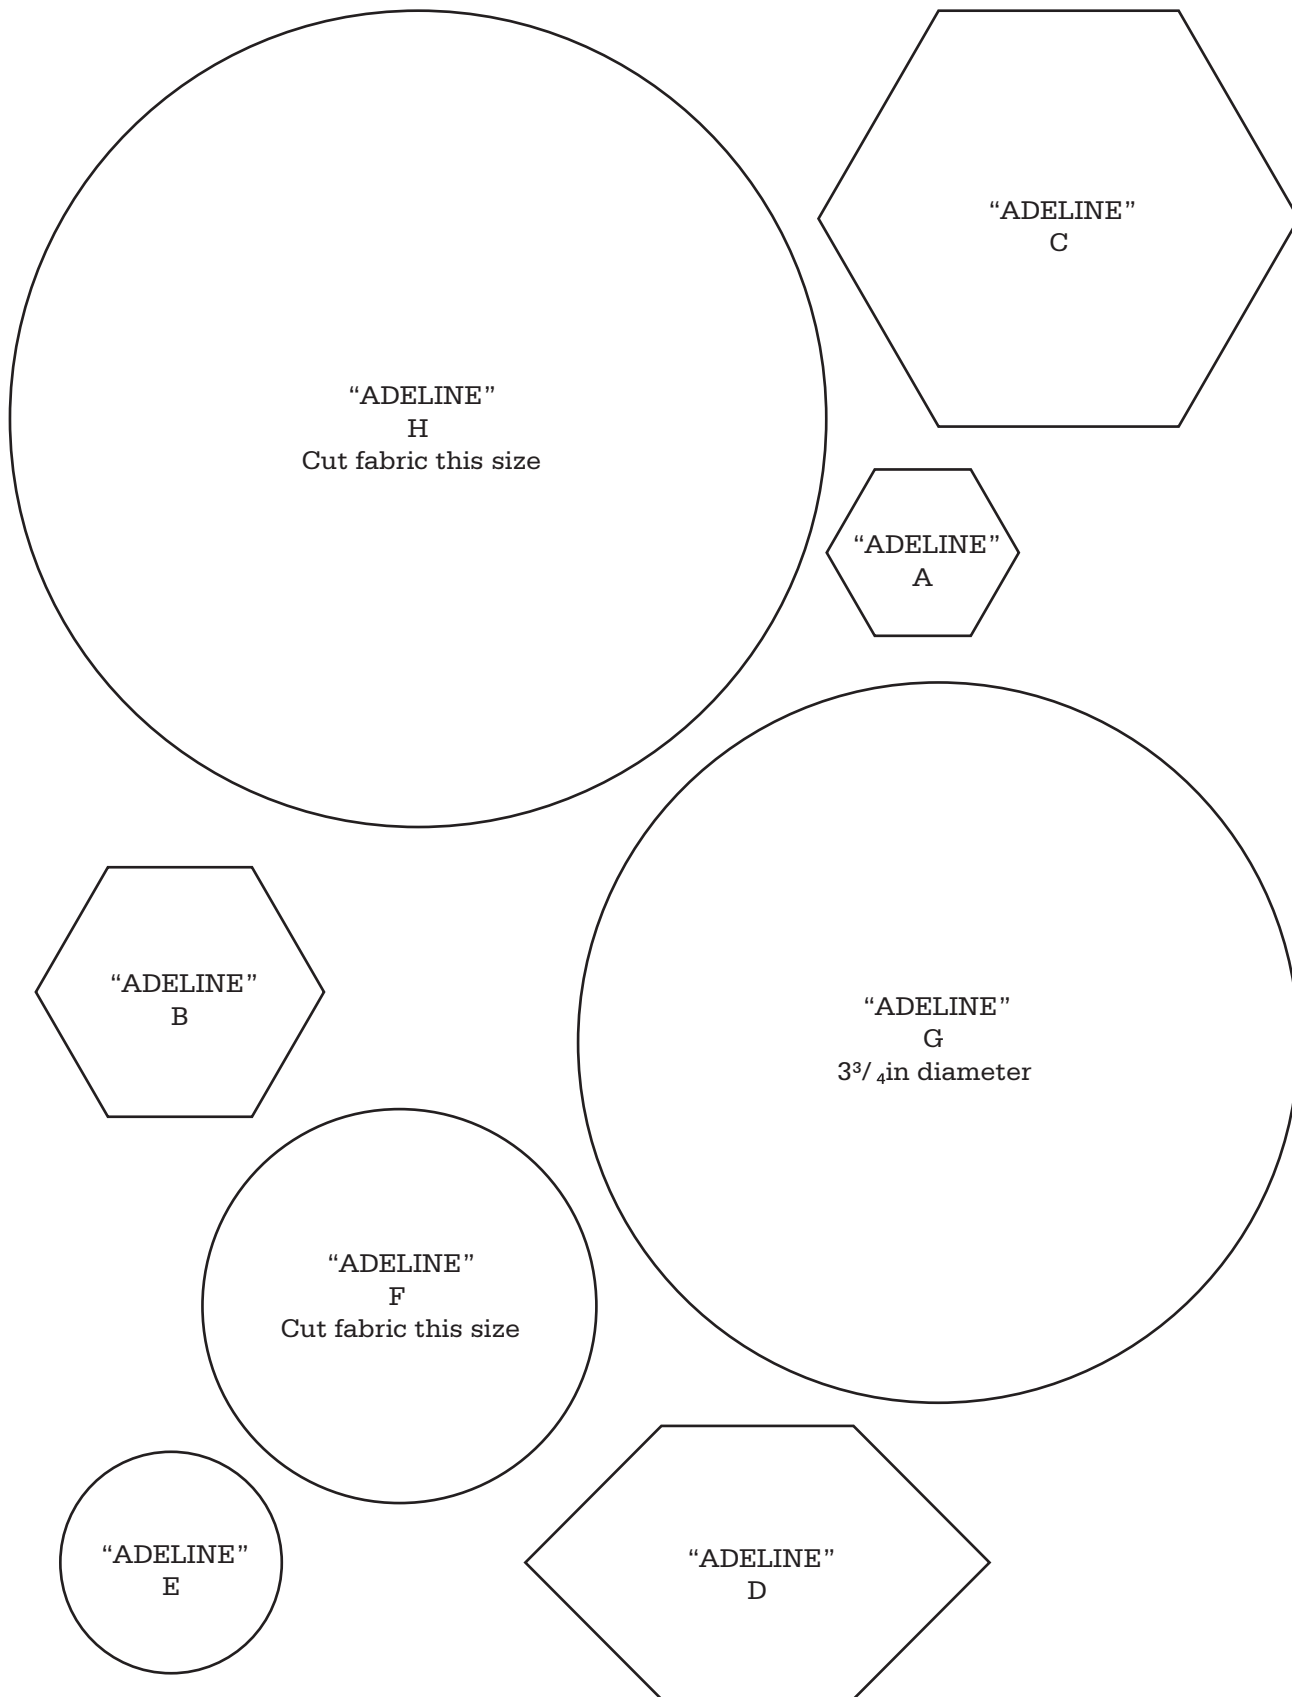 “ADELINE”
C
“ADELINE”
H
Cut fabric this size
“ADELINE”
A
“ADELINE”
B
“ADELINE”
G
3³/₄in diameter
“ADELINE”
F
Cut fabric this size
“ADELINE”
E
“ADELINE”
D